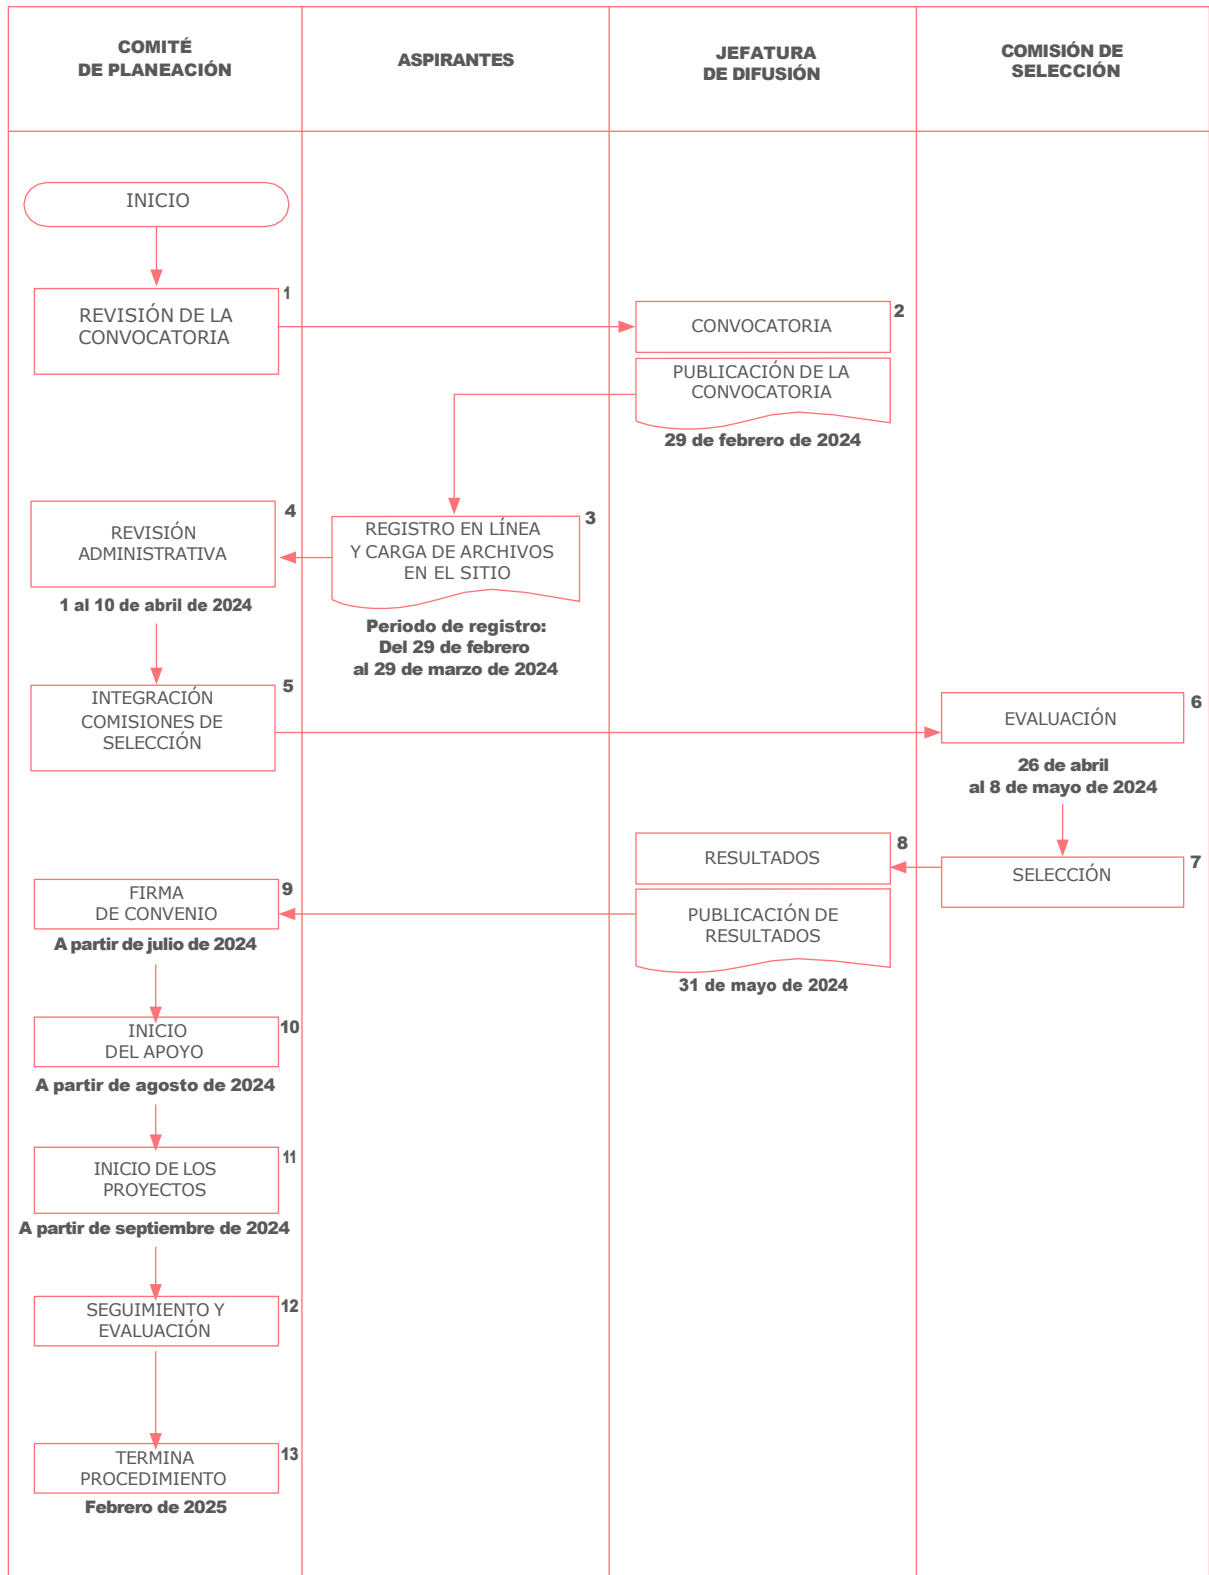 COMITÉ
DE PLANEACIÓN
ASPIRANTES
JEFATURA
DE DIFUSIÓN
COMISIÓN DE
SELECCIÓN
INICIO
1
REVISIÓN DE LA
CONVOCATORIA
2
CONVOCATORIA
PUBLICACIÓN DE LA
CONVOCATORIA
29 de febrero de 2024
3
REGISTRO EN LÍNEA
Y CARGA DE ARCHIVOS
EN EL SITIO
Periodo de registro:
Del 29 de febrero
al 29 de marzo de 2024
4
REVISIÓN
ADMINISTRATIVA
1 al 10 de abril de 2024
5
INTEGRACIÓN
COMISIONES DE
SELECCIÓN
6
EVALUACIÓN
26 de abril
al 8 de mayo de 2024
7
SELECCIÓN
8
RESULTADOS
PUBLICACIÓN DE
RESULTADOS
31 de mayo de 2024
9
FIRMA
DE CONVENIO
A partir de julio de 2024
10
INICIO
DEL APOYO
A partir de agosto de 2024
11
INICIO DE LOS
PROYECTOS
A partir de septiembre de 2024
12
SEGUIMIENTO Y
EVALUACIÓN
13
TERMINA
PROCEDIMIENTO
Febrero de 2025